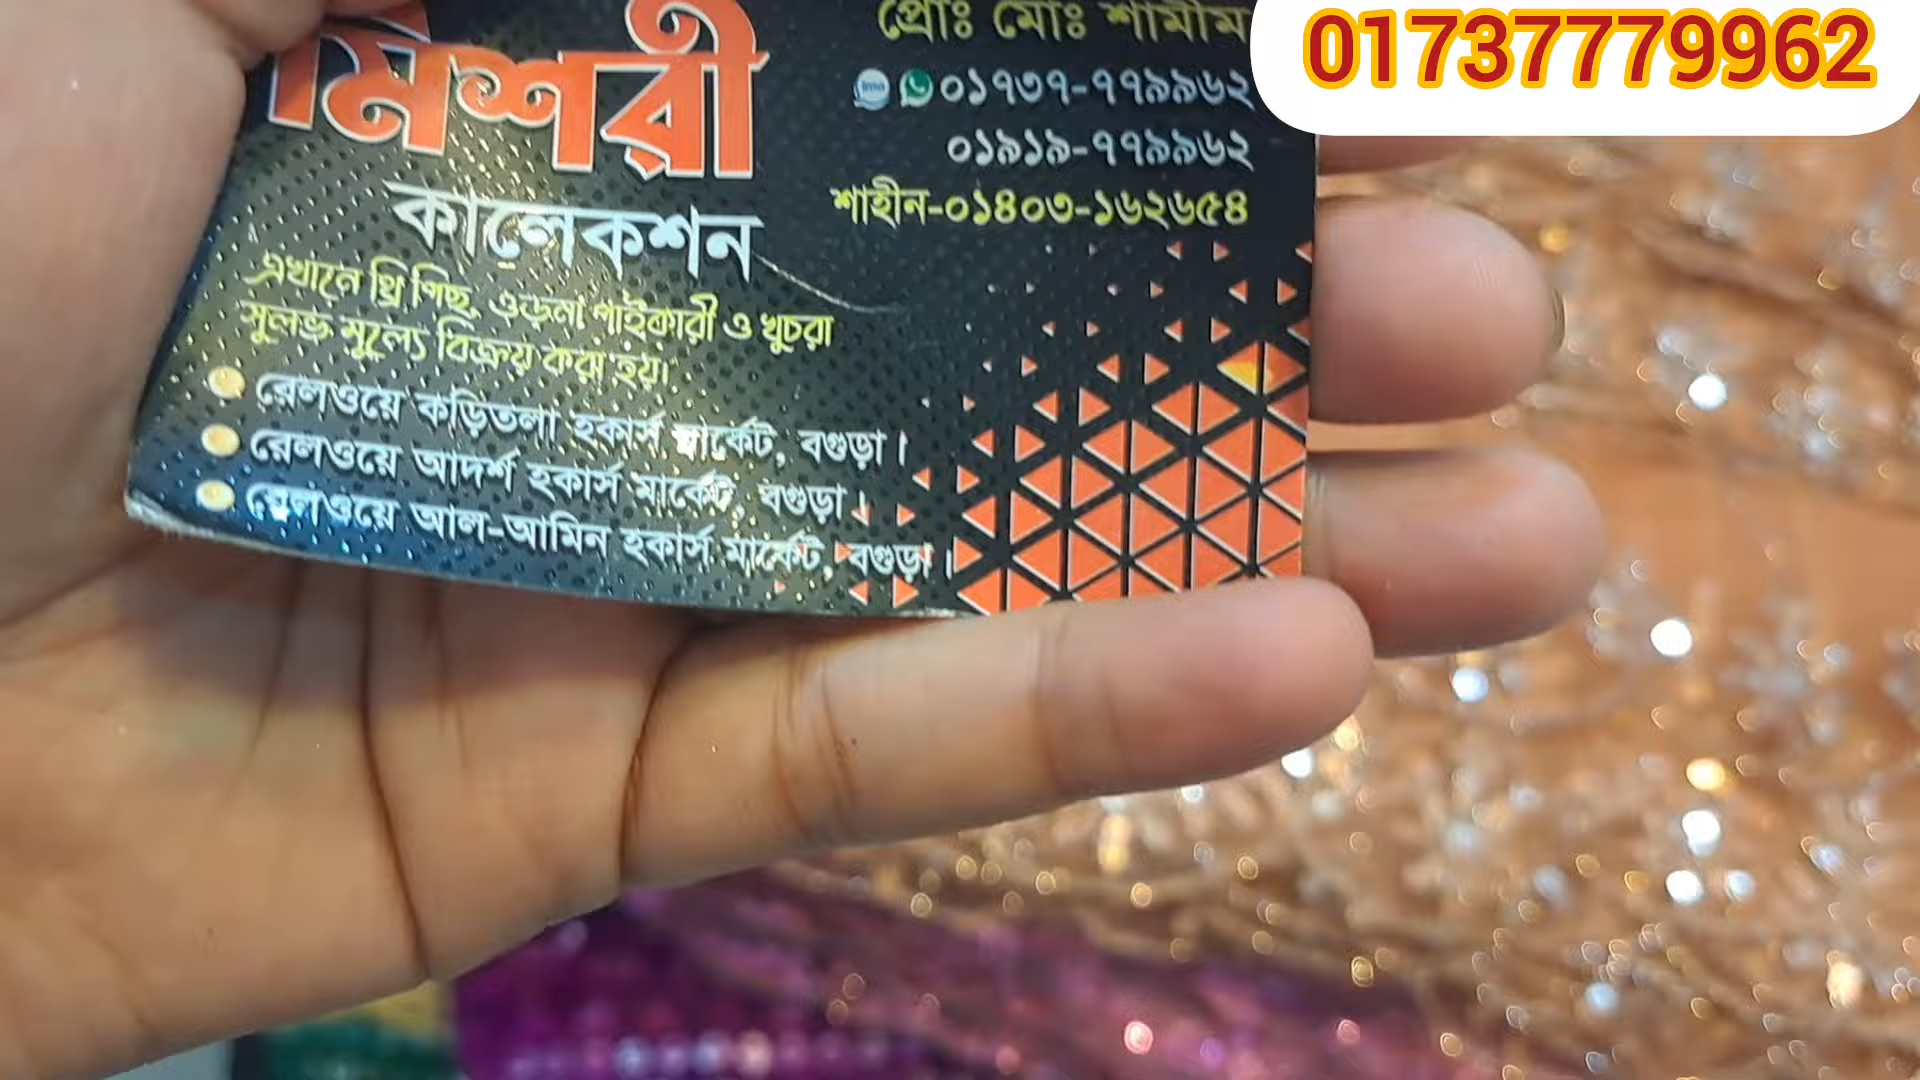 01737779962
মিশরী
কালেকশন
প্রোঃ মোঃ শামীম
০১৭৩৭-৭৭৯৯৬২
০১৯১৯-৭৭৯৯৬২
শাহীন-০১৪০৩-১৬২৬৫৪
এখানে থ্রি পিছ, ওড়না পাইকারী ও খুচরা
সুলভ মূল্যে বিক্রয় করা হয়।
রেলওয়ে কড়িতলা হকার্স মার্কেট, বগুড়া।
রেলওয়ে আদর্শ হকার্স মার্কেট, বগুড়া।
রেলওয়ে আল-আমিন হকার্স মার্কেট, বগুড়া।